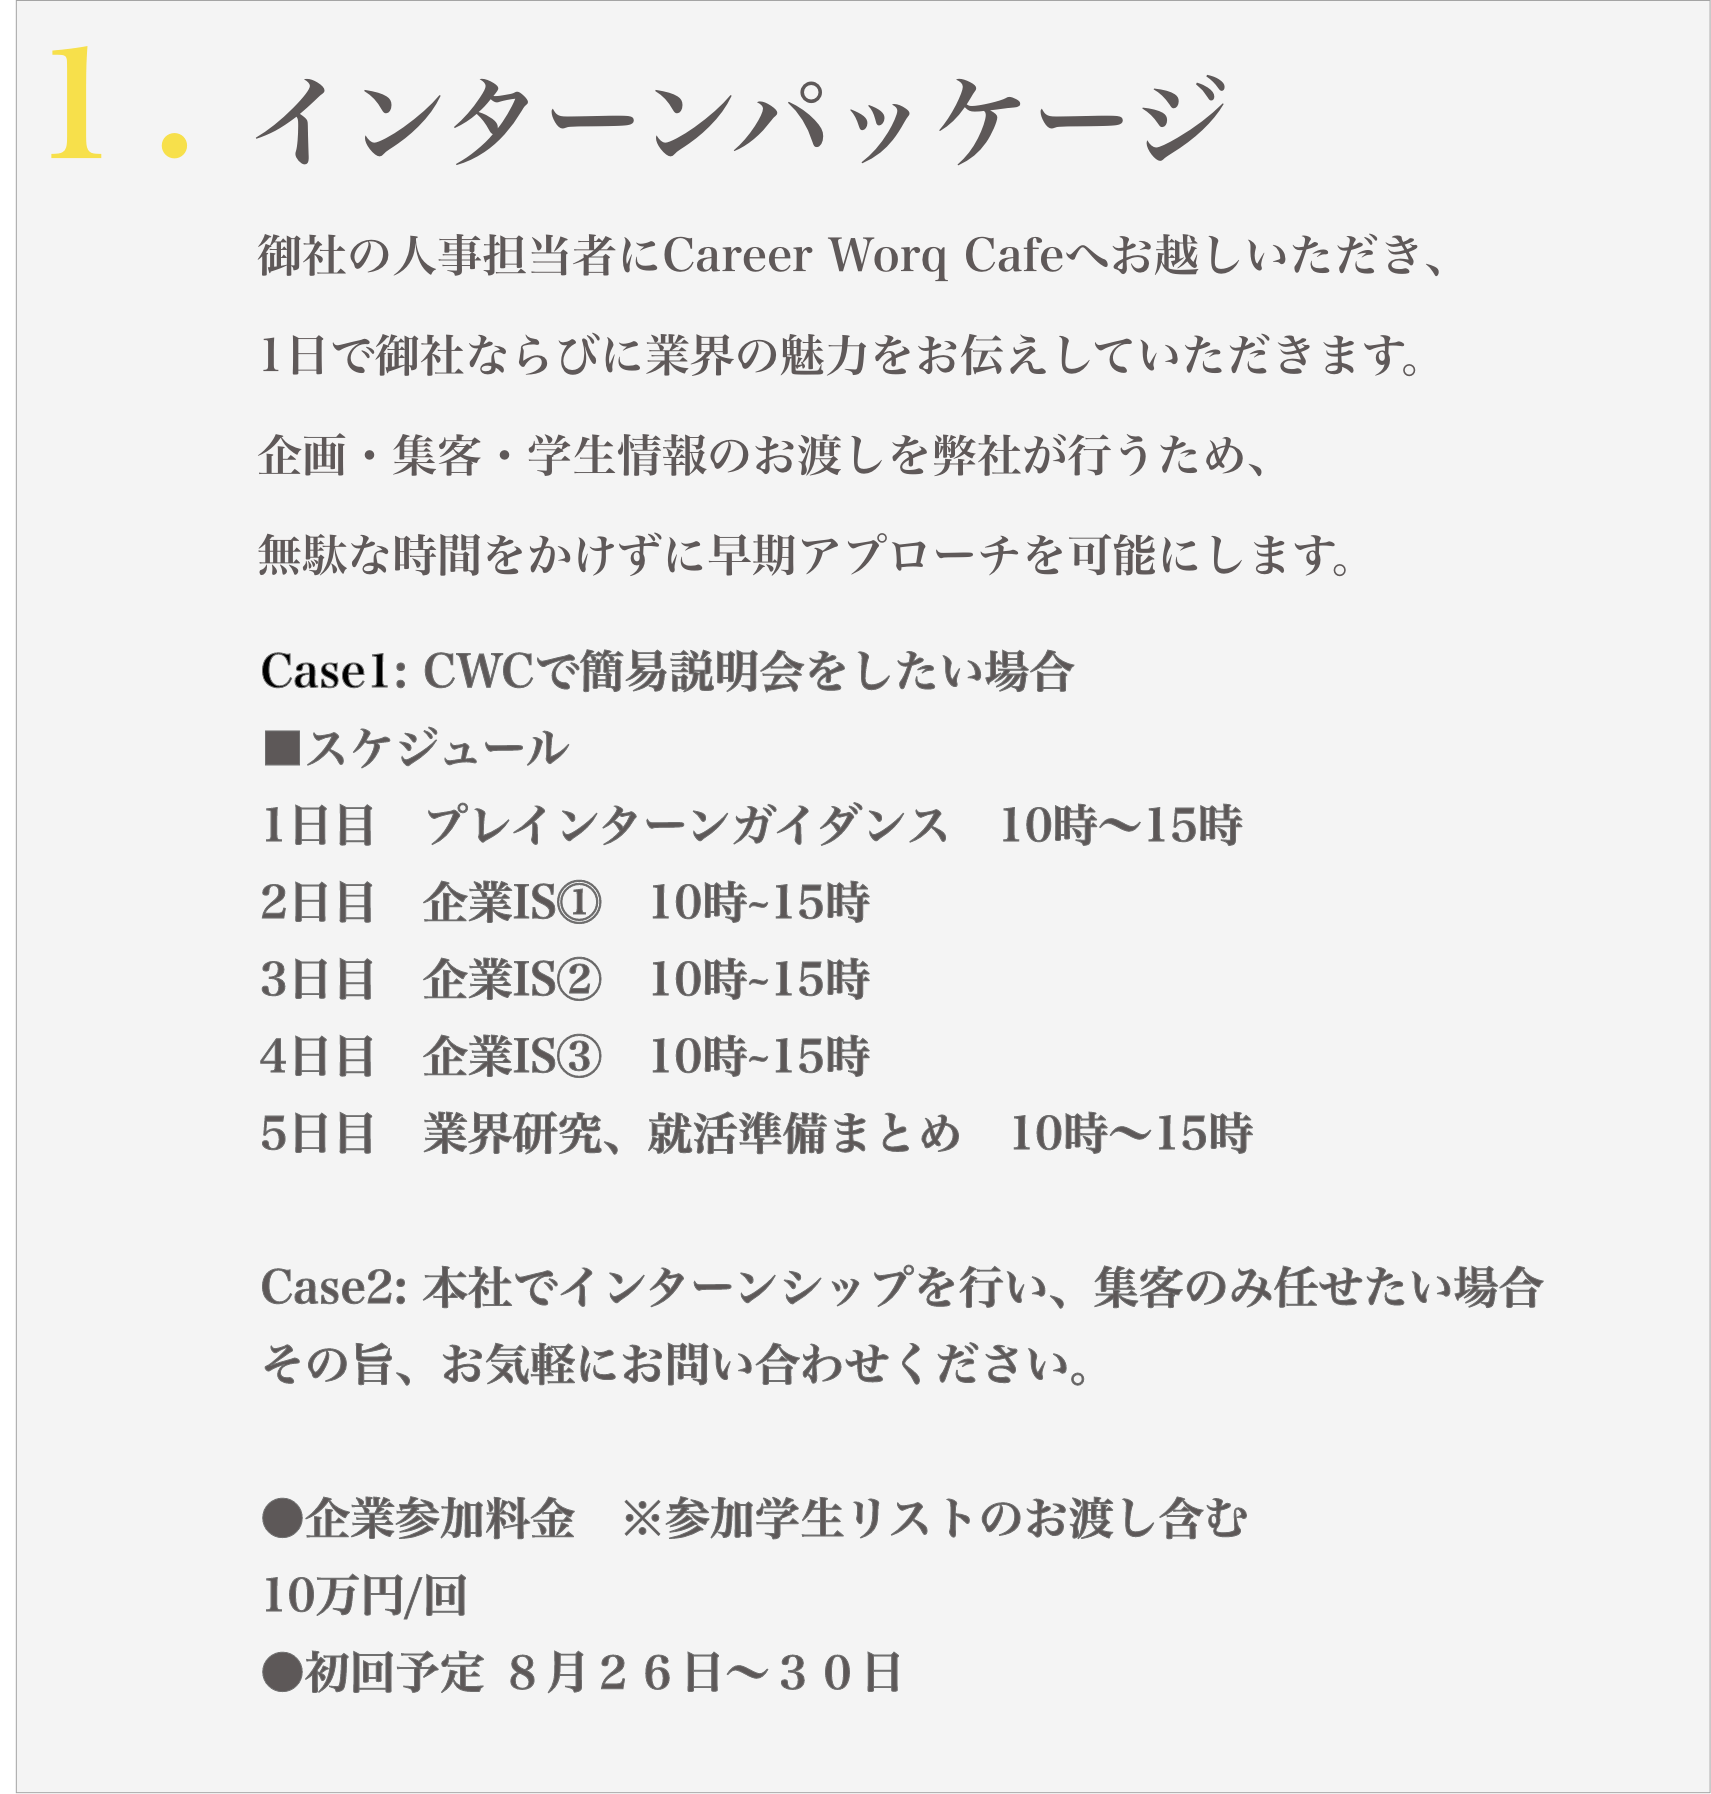 1. インターンパッケージ
御社の人事担当者にCareer Worq Cafeへお越しいただき、
1日で御社ならびに業界の魅力をお伝えしていただきます。
企画・集客・学生情報のお渡しを弊社が行うため、
無駄な時間をかけずに早期アプローチを可能にします。
Case1: CWCで簡易説明会をしたい場合
■スケジュール
1日目　プレインターンガイダンス　10時〜15時
2日目　企業IS⓵　10時~15時
3日目　企業IS②　10時~15時
4日目　企業IS③　10時~15時
5日目　業界研究、就活準備まとめ　10時〜15時
Case2: 本社でインターンシップを行い、集客のみ任せたい場合
その旨、お気軽にお問い合わせください。
●企業参加料金　※参加学生リストのお渡し含む
10万円/回
●初回予定 ８月２６日〜３０日